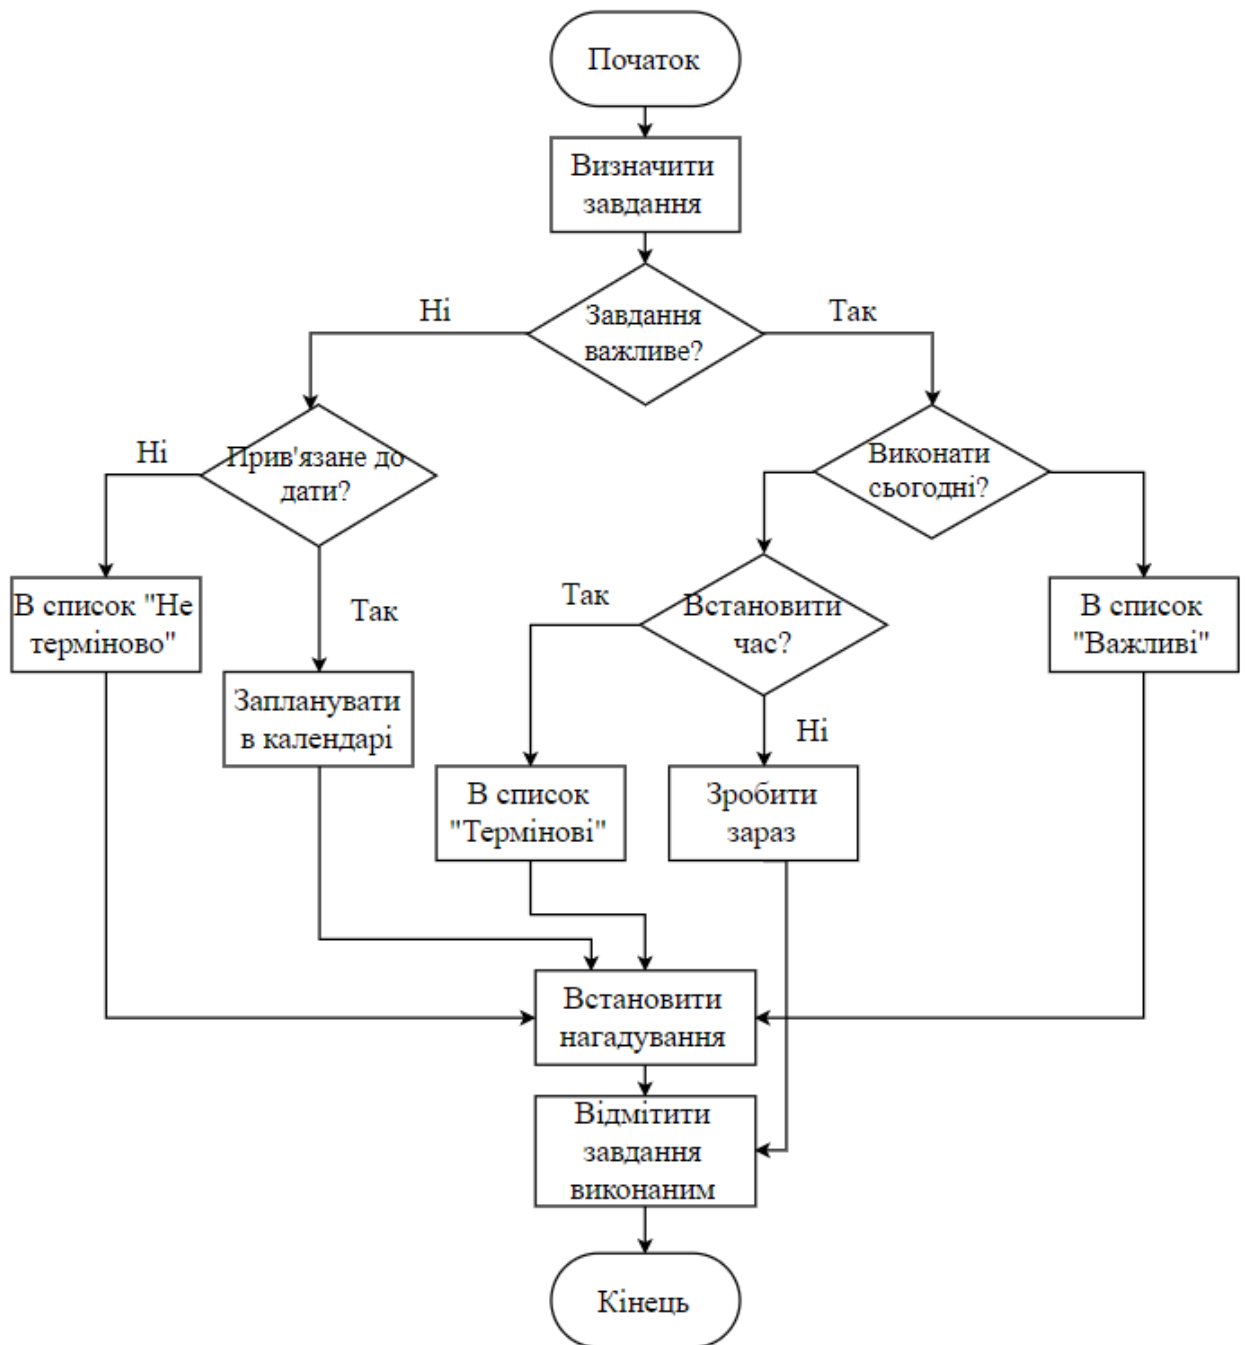 Початок
Визначити
завдання
Ні
Завдання
важливе?
Так
Ні
Прив'язане до
дати?
Виконати
сьогодні?
В список "Не
терміново"
Так
Так
Встановити
час?
В список
"Важливі"
Запланувати
в календарі
Ні
В список
"Термінові"
Зробити
зараз
Встановити
нагадування
Відмітити
завдання
виконаним
Кінець